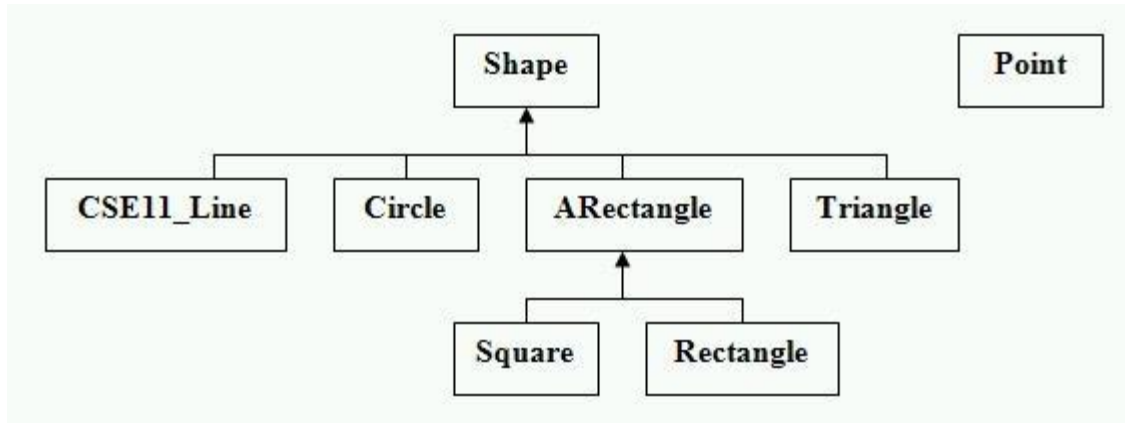 Shape
Point
CSE11_Line
Circle
ARectangle
Triangle
Square
Rectangle